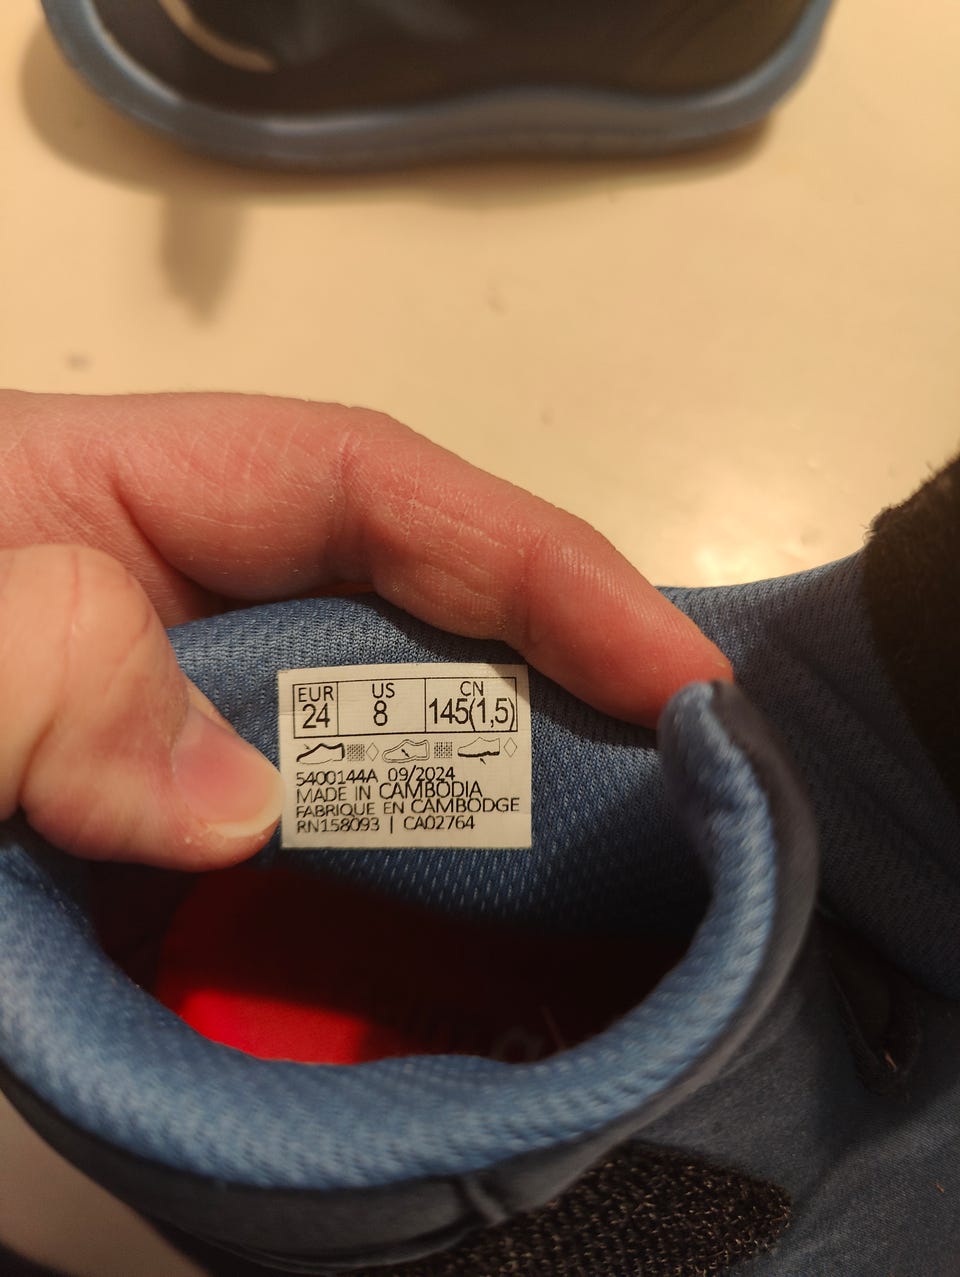 EUR US CN
24 8 145(1,5)
5400144A 09/2024
MADE IN CAMBODIA
FABRIQUE EN CAMBODGE
RN158093 | CA02764